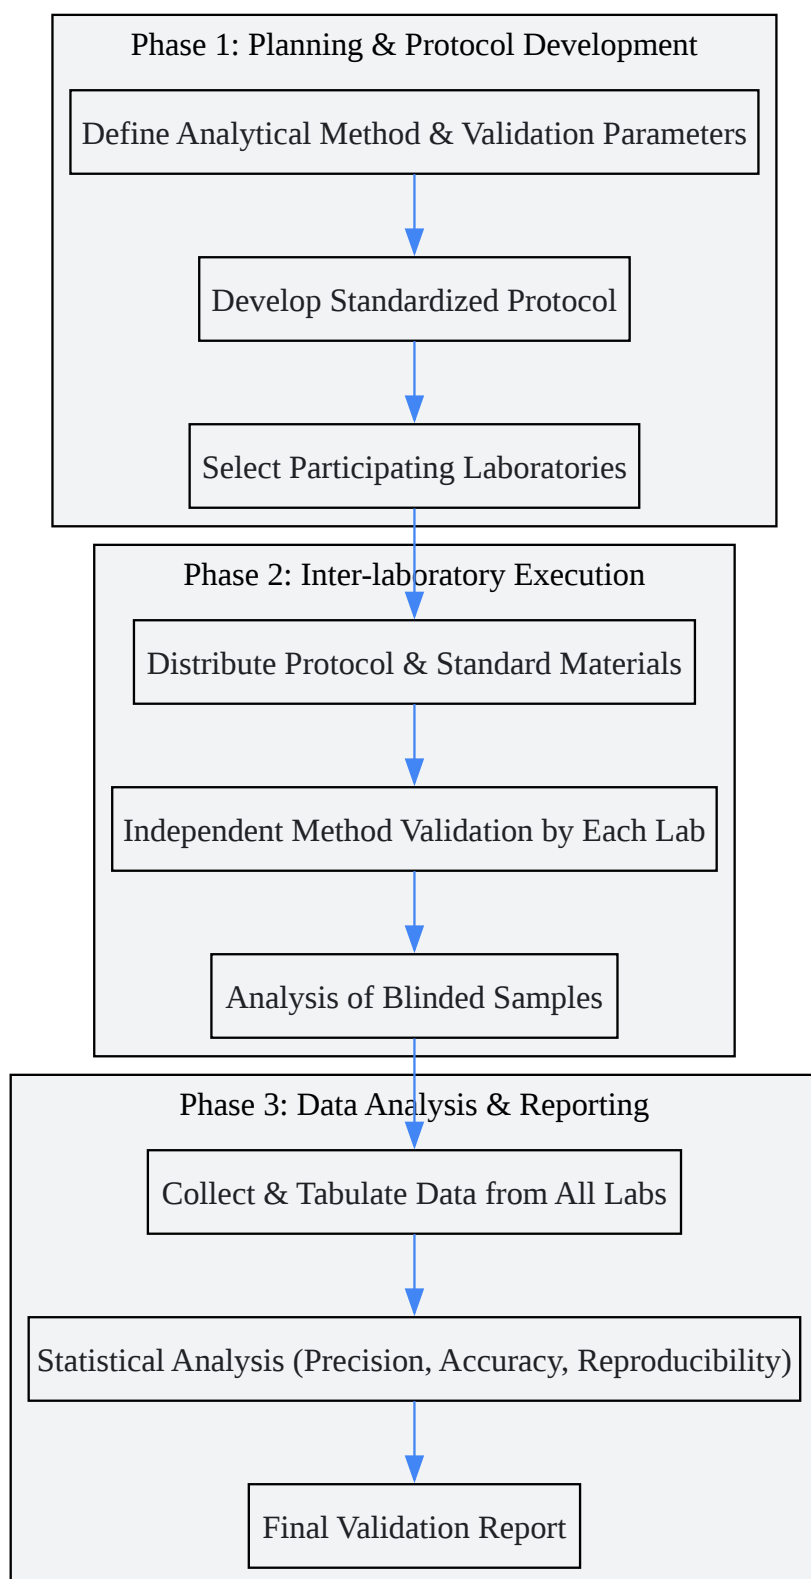 Phase 1: Planning & Protocol Development
Define Analytical Method & Validation Parameters
Develop Standardized Protocol
Select Participating Laboratories
Phase 2: Inter-laboratory Execution
Distribute Protocol & Standard Materials
Independent Method Validation by Each Lab
Analysis of Blinded Samples
Phase 3: Data Analysis & Reporting
Collect & Tabulate Data from All Labs
Statistical Analysis (Precision, Accuracy, Reproducibility)
Final Validation Report